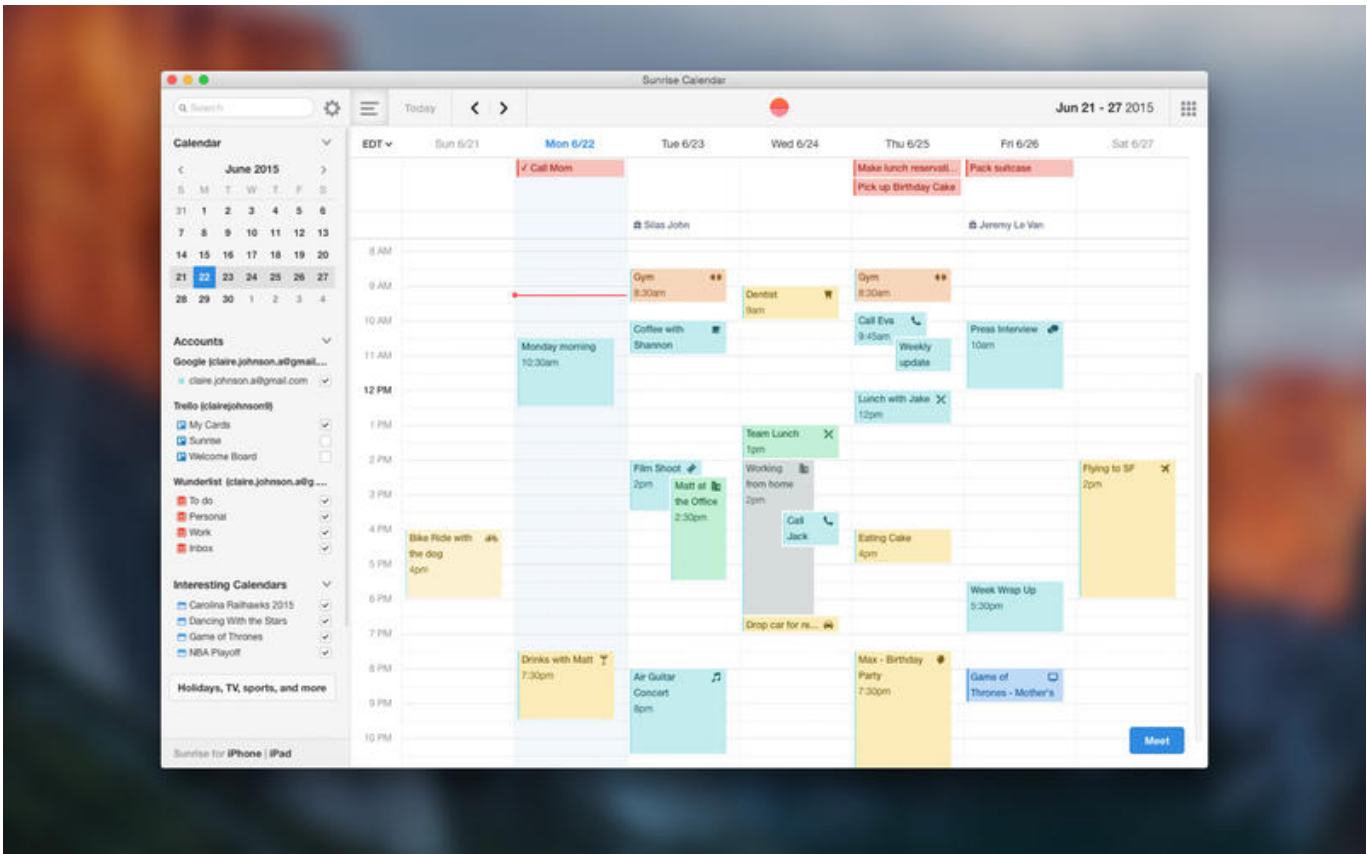 Sunrise Calendar
Search
Today
Jun 21 - 27 2015
Calendar
June 2015
S M T W T F S
31 1 2 3 4 5 6
7 8 9 10 11 12 13
14 15 16 17 18 19 20
21 22 23 24 25 26 27
28 29 30 1 2 3 4
Accounts
Google (claire.johnson.a@gmail....
claire.johnson.a@gmail.com
Trello (clairejohnson9)
My Cards
Sunrise
Welcome Board
Wunderlist (claire.johnson.a@g....
To do
Personal
Work
Inbox
Interesting Calendars
Carolina Railhawks 2015
Dancing With the Stars
Game of Thrones
NBA Playoff
Holidays, TV, sports, and more
Sunrise for iPhone | iPad
EDT Sun 6/21 Mon 6/22 Tue 6/23 Wed 6/24 Thu 6/25 Fri 6/26 Sat 6/27
✓ Call Mom
Make lunch reservati...
Pick up Birthday Cake
Pack suitcase
Silas John
Jeremy Le Van
8 AM
9 AM
10 AM
11 AM
12 PM
1 PM
2 PM
3 PM
4 PM
5 PM
6 PM
7 PM
8 PM
9 PM
10 PM
Bike Ride with
the dog
4pm
Monday morning
10:30am
Drinks with Matt
7:30pm
Gym
8:30am
Coffee with
Shannon
Film Shoot
2pm
Matt at
the Office
2:30pm
Air Guitar
Concert
8pm
Dentist
9am
Team Lunch
1pm
Working
from home
2pm
Call
Jack
Drop car for re...
Gym
8:30am
Call Eva
9:45am
Weekly
update
Lunch with Jake
12pm
Eating Cake
4pm
Max - Birthday
Party
7:30pm
Press Interview
10am
Week Wrap Up
5:30pm
Game of
Thrones - Mother's
Flying to SF
2pm
Meet